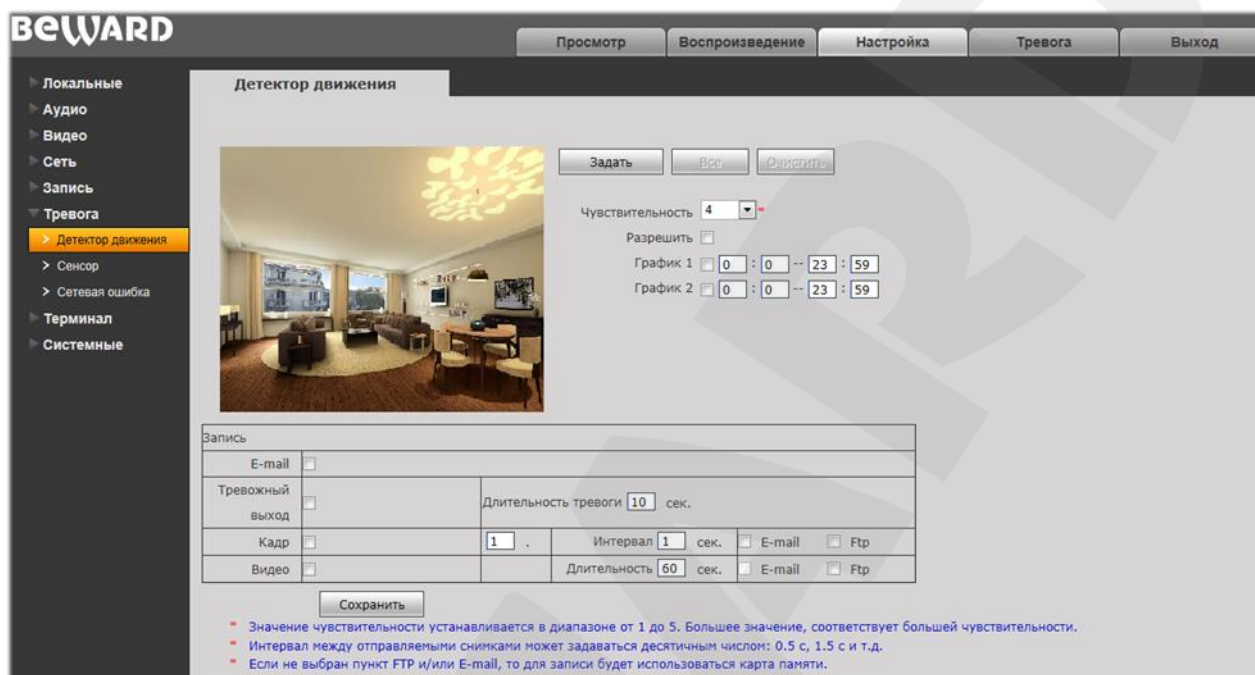 BEWARD
Просмотр Воспроизведение Настройка Тревога Выход
Локальные
Аудио
Видео
Сеть
Запись
Тревога
Детектор движения
Сенсор
Сетевая ошибка
Терминал
Системные
Детектор движения
Задать Все Очистить
Чувствительность 4 *
Разрешить
График 1 0 : 0 -- 23 : 59
График 2 0 : 0 -- 23 : 59
Запись
E-mail
Тревожный
выход
Длительность тревоги 10 сек.
Кадр 1 . Интервал 1 сек. E-mail Ftp
Видео Длительность 60 сек. E-mail Ftp
Сохранить
* Значение чувствительности устанавливается в диапазоне от 1 до 5. Большее значение, соответствует большей чувствительности.
* Интервал между отправляемыми снимками может задаваться десятичным числом: 0.5 с, 1.5 с и т.д.
* Если не выбран пункт FTP и/или E-mail, то для записи будет использоваться карта памяти.